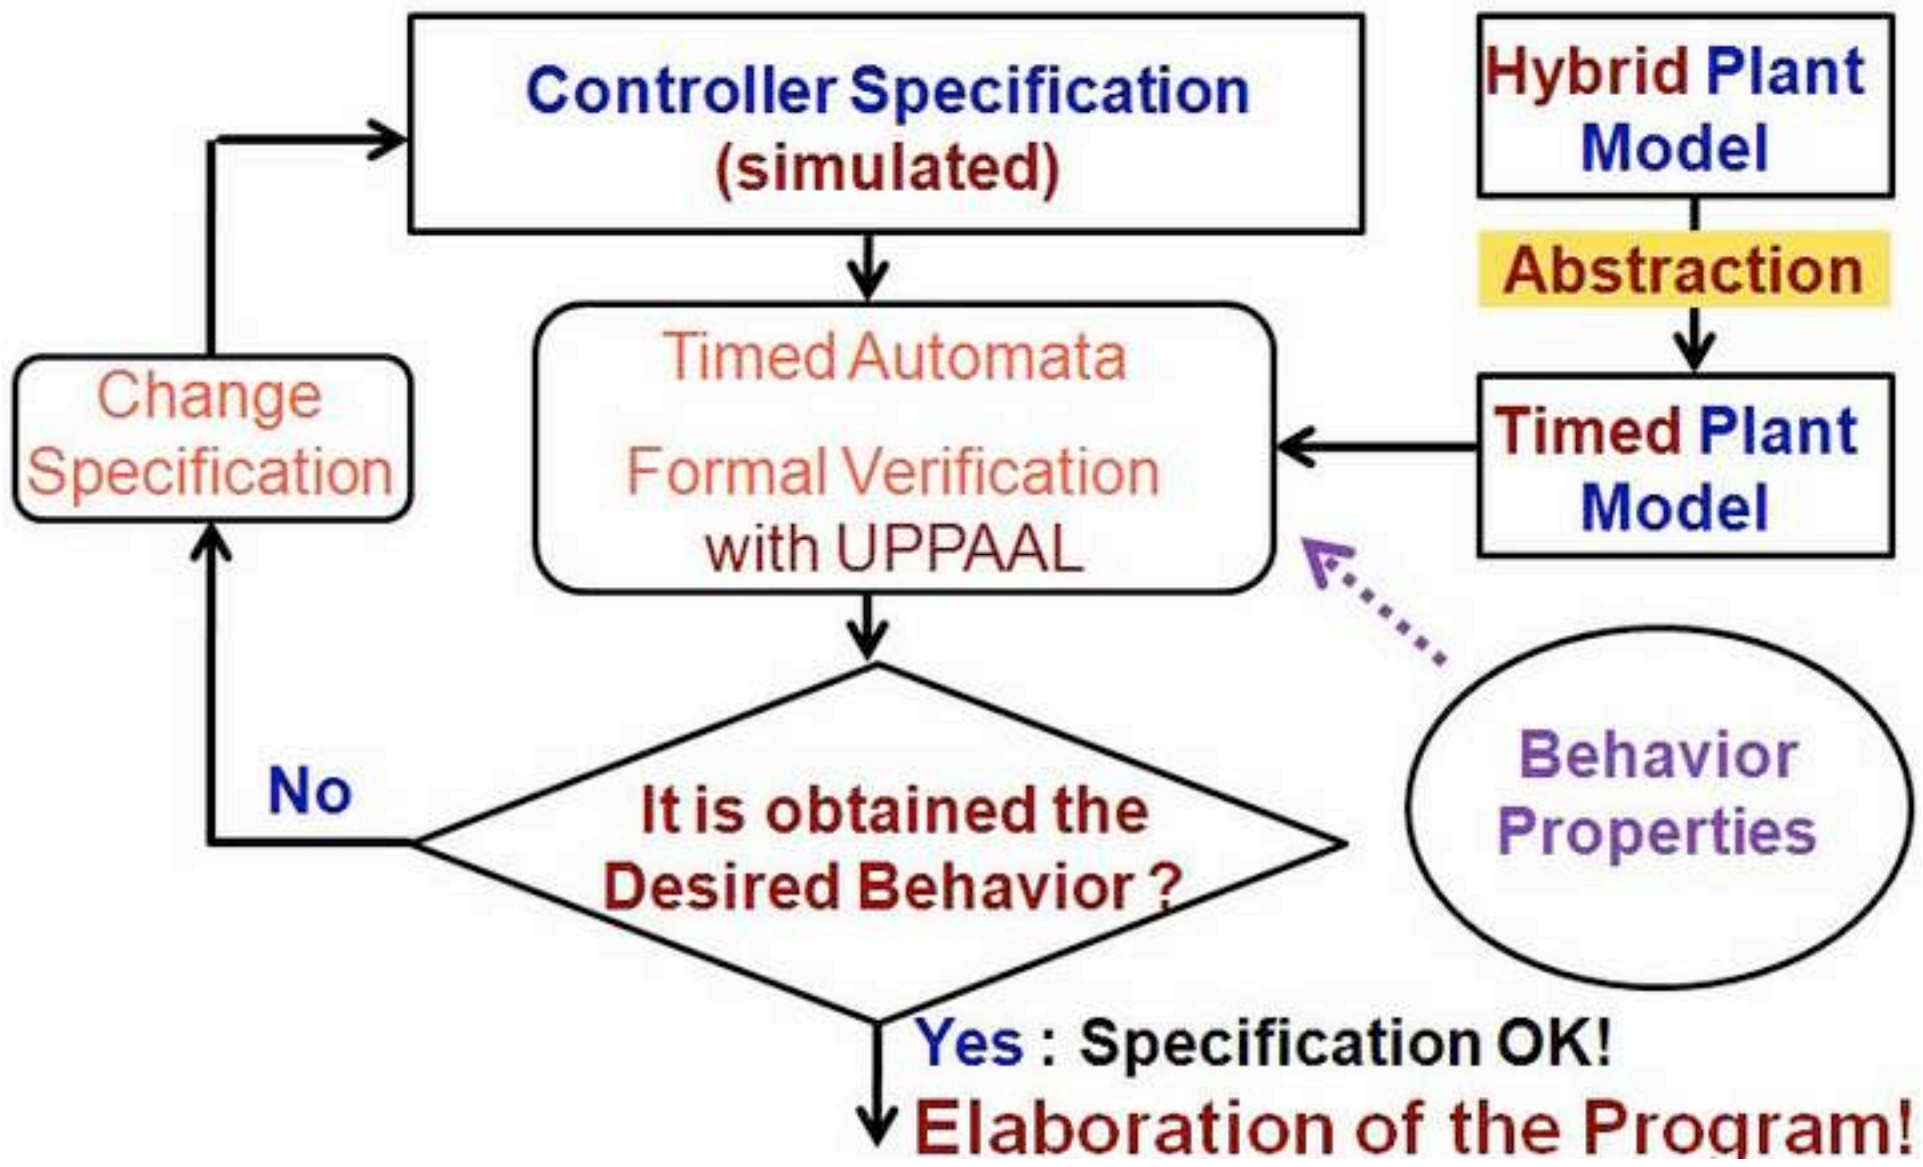 Controller Specification
(simulated)
Hybrid Plant
Model
Abstraction
Timed Plant
Model
Timed Automata
Formal Verification
with UPPAAL
Change
Specification
Behavior
Properties
It is obtained the
Desired Behavior ?
No
Yes : Specification OK!
Elaboration of the Program!